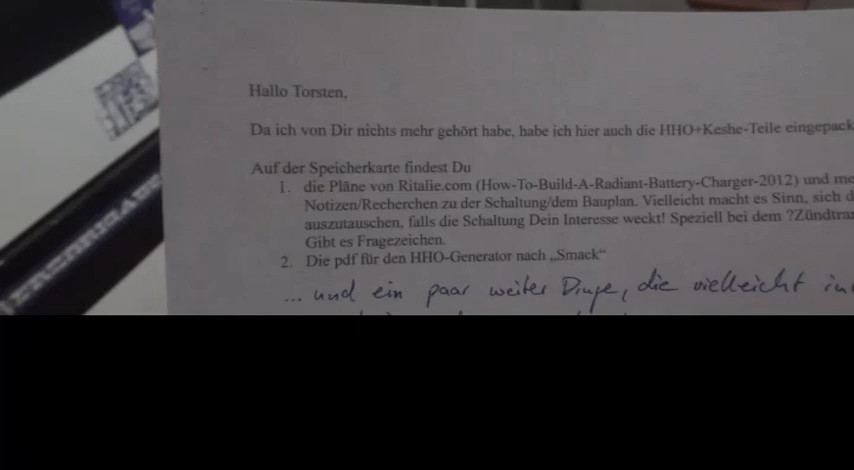 Hallo Torsten,
Da ich von Dir nichts mehr gehört habe, habe ich hier auch die HHO+Keshe-Teile eingepack
Auf der Speicherkarte findest Du
1. die Pläne von Ritalie.com (How-To-Build-A-Radiant-Battery-Charger-2012) und me
Notizen/Recherchen zu der Schaltung/dem Bauplan. Vielleicht macht es Sinn, sich d
auszutauschen, falls die Schaltung Dein Interesse weckt! Speziell bei dem ?Zündtra
Gibt es Fragezeichen.
2. Die pdf für den HHO-Generator nach „Smack“
... und ein paar weiter Dinge, die vielleicht in